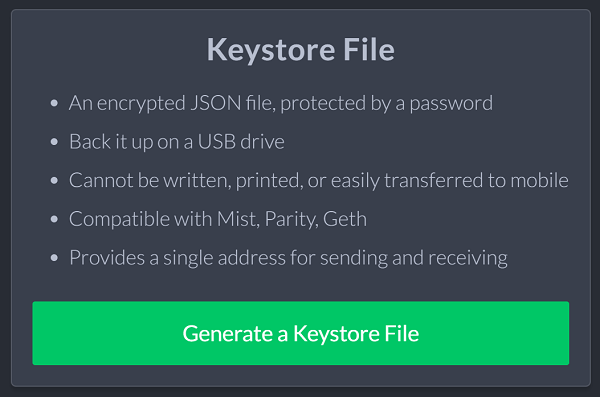 Keystore File
• An encrypted JSON file, protected by a password
• Back it up on a USB drive
• Cannot be written, printed, or easily transferred to mobile
• Compatible with Mist, Parity, Geth
• Provides a single address for sending and receiving
Generate a Keystore File